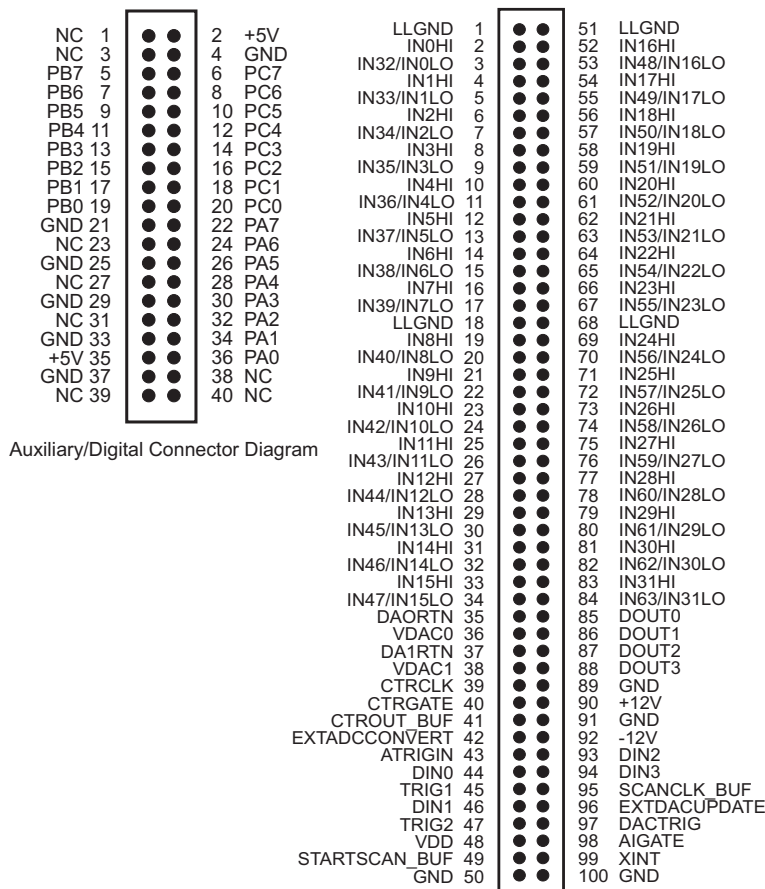 NC 1 2 +5V
NC 3 4 GND
PB7 5 6 PC7
PB6 7 8 PC6
PB5 9 10 PC5
PB4 11 12 PC4
PB3 13 14 PC3
PB2 15 16 PC2
PB1 17 18 PC1
PB0 19 20 PC0
GND 21 22 PA7
NC 23 24 PA6
GND 25 26 PA5
NC 27 28 PA4
GND 29 30 PA3
NC 31 32 PA2
GND 33 34 PA1
+5V 35 36 PA0
GND 37 38 NC
NC 39 40 NC
Auxiliary/Digital Connector Diagram
LLGND 1 51 LLGND
IN0HI 2 52 IN16HI
IN32/IN0LO 3 53 IN48/IN16LO
IN1HI 4 54 IN17HI
IN33/IN1LO 5 55 IN49/IN17LO
IN2HI 6 56 IN18HI
IN34/IN2LO 7 57 IN50/IN18LO
IN3HI 8 58 IN19HI
IN35/IN3LO 9 59 IN51/IN19LO
IN4HI 10 60 IN20HI
IN36/IN4LO 11 61 IN52/IN20LO
IN5HI 12 62 IN21HI
IN37/IN5LO 13 63 IN53/IN21LO
IN6HI 14 64 IN22HI
IN38/IN6LO 15 65 IN54/IN22LO
IN7HI 16 66 IN23HI
IN39/IN7LO 17 67 IN55/IN23LO
LLGND 18 68 LLGND
IN8HI 19 69 IN24HI
IN40/IN8LO 20 70 IN56/IN24LO
IN9HI 21 71 IN25HI
IN41/IN9LO 22 72 IN57/IN25LO
IN10HI 23 73 IN26HI
IN42/IN10LO 24 74 IN58/IN26LO
IN11HI 25 75 IN27HI
IN43/IN11LO 26 76 IN59/IN27LO
IN12HI 27 77 IN28HI
IN44/IN12LO 28 78 IN60/IN28LO
IN13HI 29 79 IN29HI
IN45/IN13LO 30 80 IN61/IN29LO
IN14HI 31 81 IN30HI
IN46/IN14LO 32 82 IN62/IN30LO
IN15HI 33 83 IN31HI
IN47/IN15LO 34 84 IN63/IN31LO
DAORTN 35 85 DOUT0
VDAC0 36 86 DOUT1
DA1RTN 37 87 DOUT2
VDAC1 38 88 DOUT3
CTRCLK 39 89 GND
CTRGATE 40 90 +12V
CTROUT_BUF 41 91 GND
EXTADCCONVERT 42 92 -12V
ATRIGIN 43 93 DIN2
DIN0 44 94 DIN3
TRIG1 45 95 SCANCLK_BUF
DIN1 46 96 EXTDACUPDATE
TRIG2 47 97 DACTRIG
VDD 48 98 AIGATE
STARTSCAN_BUF 49 99 XINT
GND 50 100 GND